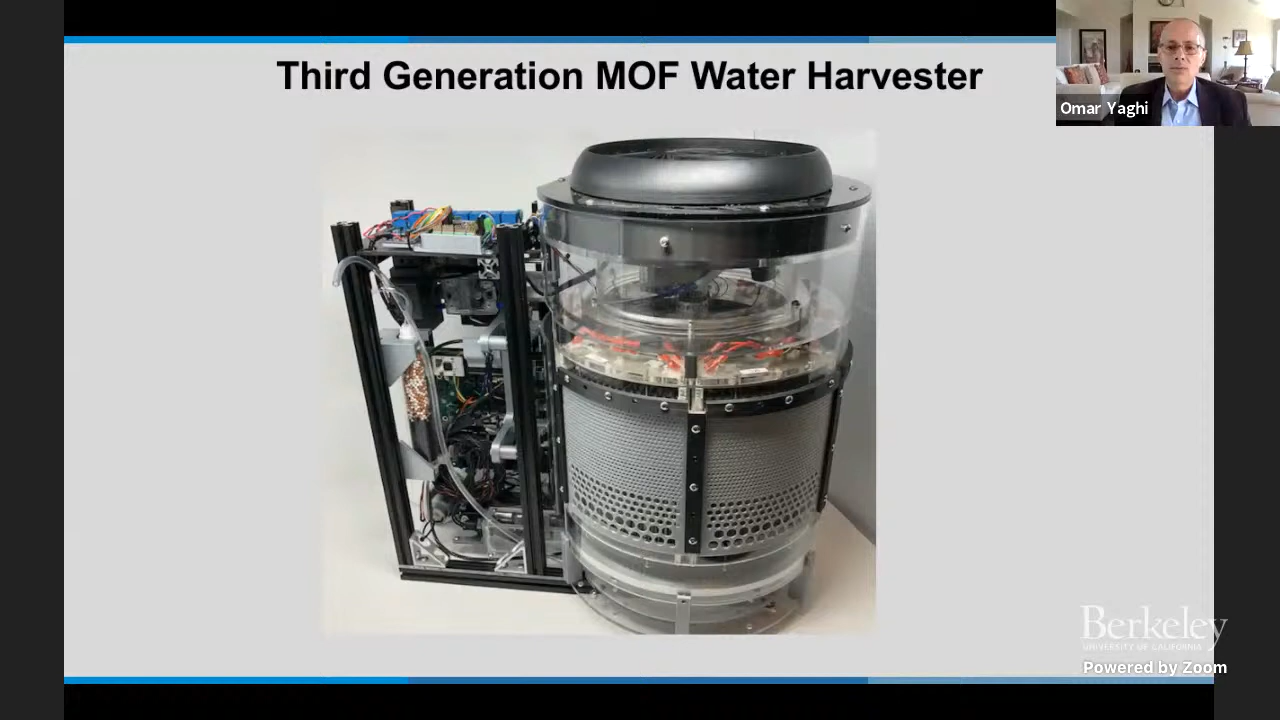 Third Generation MOF Water Harvester
Omar Yaghi
Berkeley
UNIVERSITY OF CALIFORNIA
Powered by Zoom